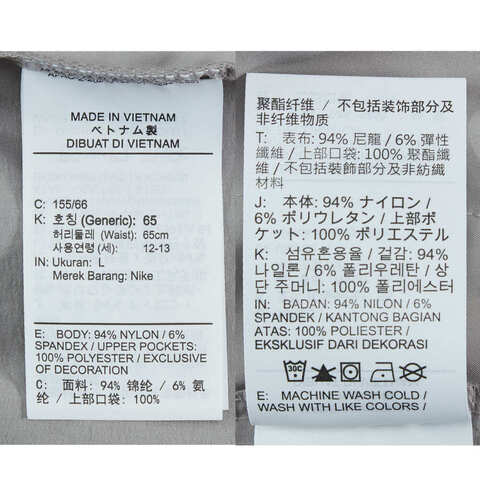 MADE IN VIETNAM
ベトナム製
DIBUAT DI VIETNAM
C: 155/66
K: 호칭 (Generic): 65
허리둘레 (Waist): 65cm
사용연령 (세): 12-13
IN: Ukuran: L
Merek Barang: Nike
E: BODY: 94% NYLON / 6%
SPANDEX / UPPER POCKETS:
100% POLYESTER / EXCLUSIVE
OF DECORATION
C: 面料: 94% 锦纶 / 6% 氨
纶 / 上部口袋: 100%
聚酯纤维 / 不包括装饰部分及
非纤维物质
T: 表布: 94% 尼龍 / 6% 彈性
纖維 / 上部口袋: 100% 聚酯纖
維 / 不包括裝飾部分及非紡織
材料
J: 本体: 94% ナイロン /
6% ポリウレタン / 上部ポ
ケット: 100% ポリエステル
K: 섬유혼용율 / 겉감: 94%
나일론 / 6% 폴리우레탄 / 상
단 주머니: 100% 폴리에스터
IN: BADAN: 94% NILON / 6%
SPANDEK / KANTONG BAGIAN
ATAS: 100% POLIESTER /
EKSKLUSIF DARI DEKORASI
30C
E: MACHINE WASH COLD /
WASH WITH LIKE COLORS /